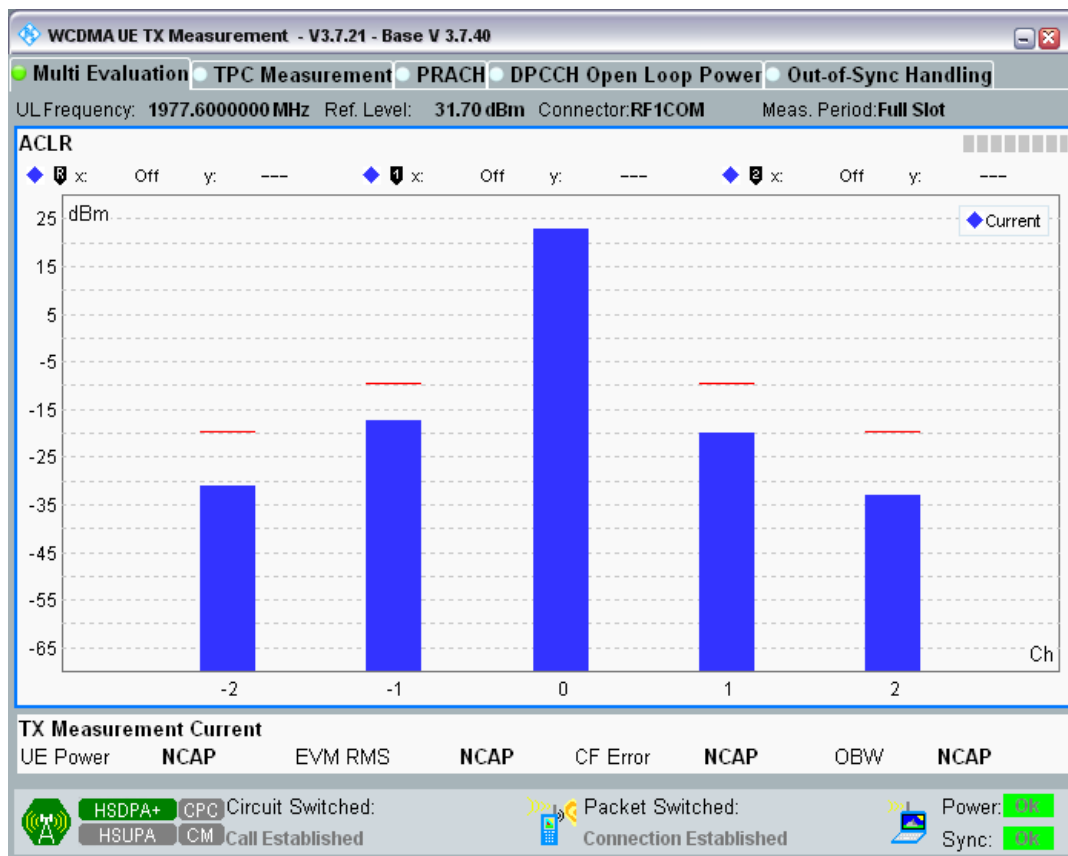 WCDMA UE TX Measurement - V3.7.21 - Base V 3.7.40
Multi Evaluation TPC Measurement PRACH DPCCH Open Loop Power Out-of-Sync Handling
UL Frequency: 1977.6000000 MHz Ref. Level: 31.70 dBm Connector:RF1COM Meas. Period:Full Slot
ACLR
R x: Off y: --- 1 x: Off y: --- 2 x: Off y: ---
dBm
Current
25
15
5
-5
-15
-25
-35
-45
-55
-65
Ch
-2 -1 0 1 2
TX Measurement Current
UE Power NCAP EVM RMS NCAP CF Error NCAP OBW NCAP
HSDPA+ CPC Circuit Switched: Packet Switched: Power: OK
HSUPA CM Call Established Connection Established Sync: OK